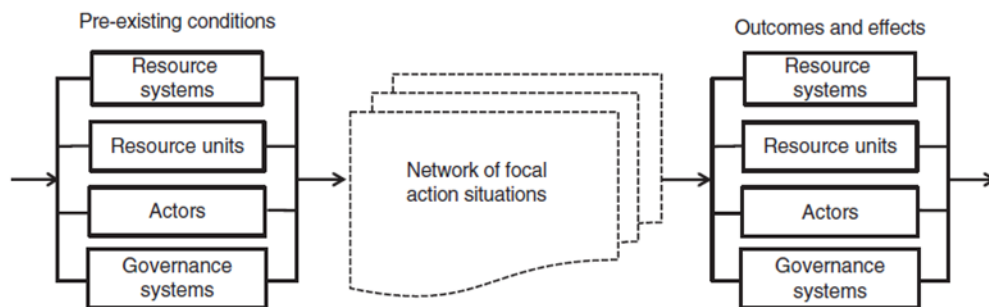 Pre-existing conditions
Resource
systems
Resource units
Actors
Governance
systems
Network of focal
action situations
Outcomes and effects
Resource
systems
Resource units
Actors
Governance
systems